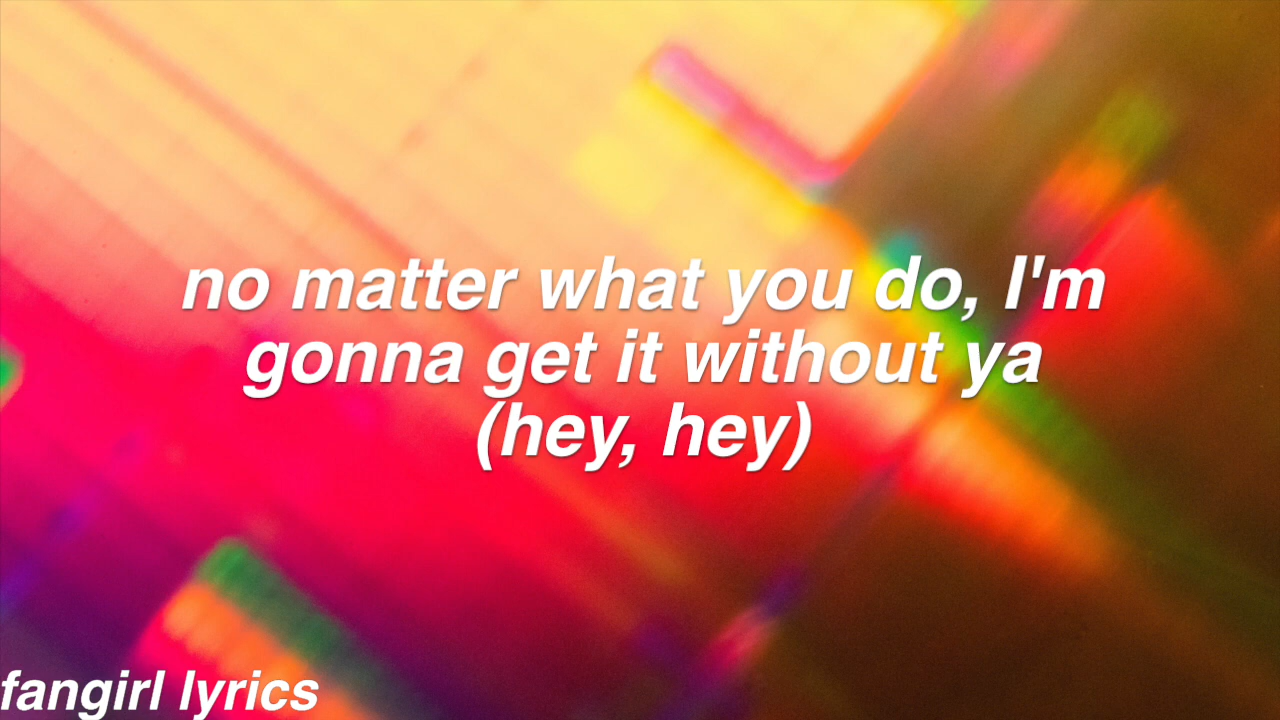 no matter what you do, I'm
gonna get it without ya
(hey, hey)
fangirl lyrics